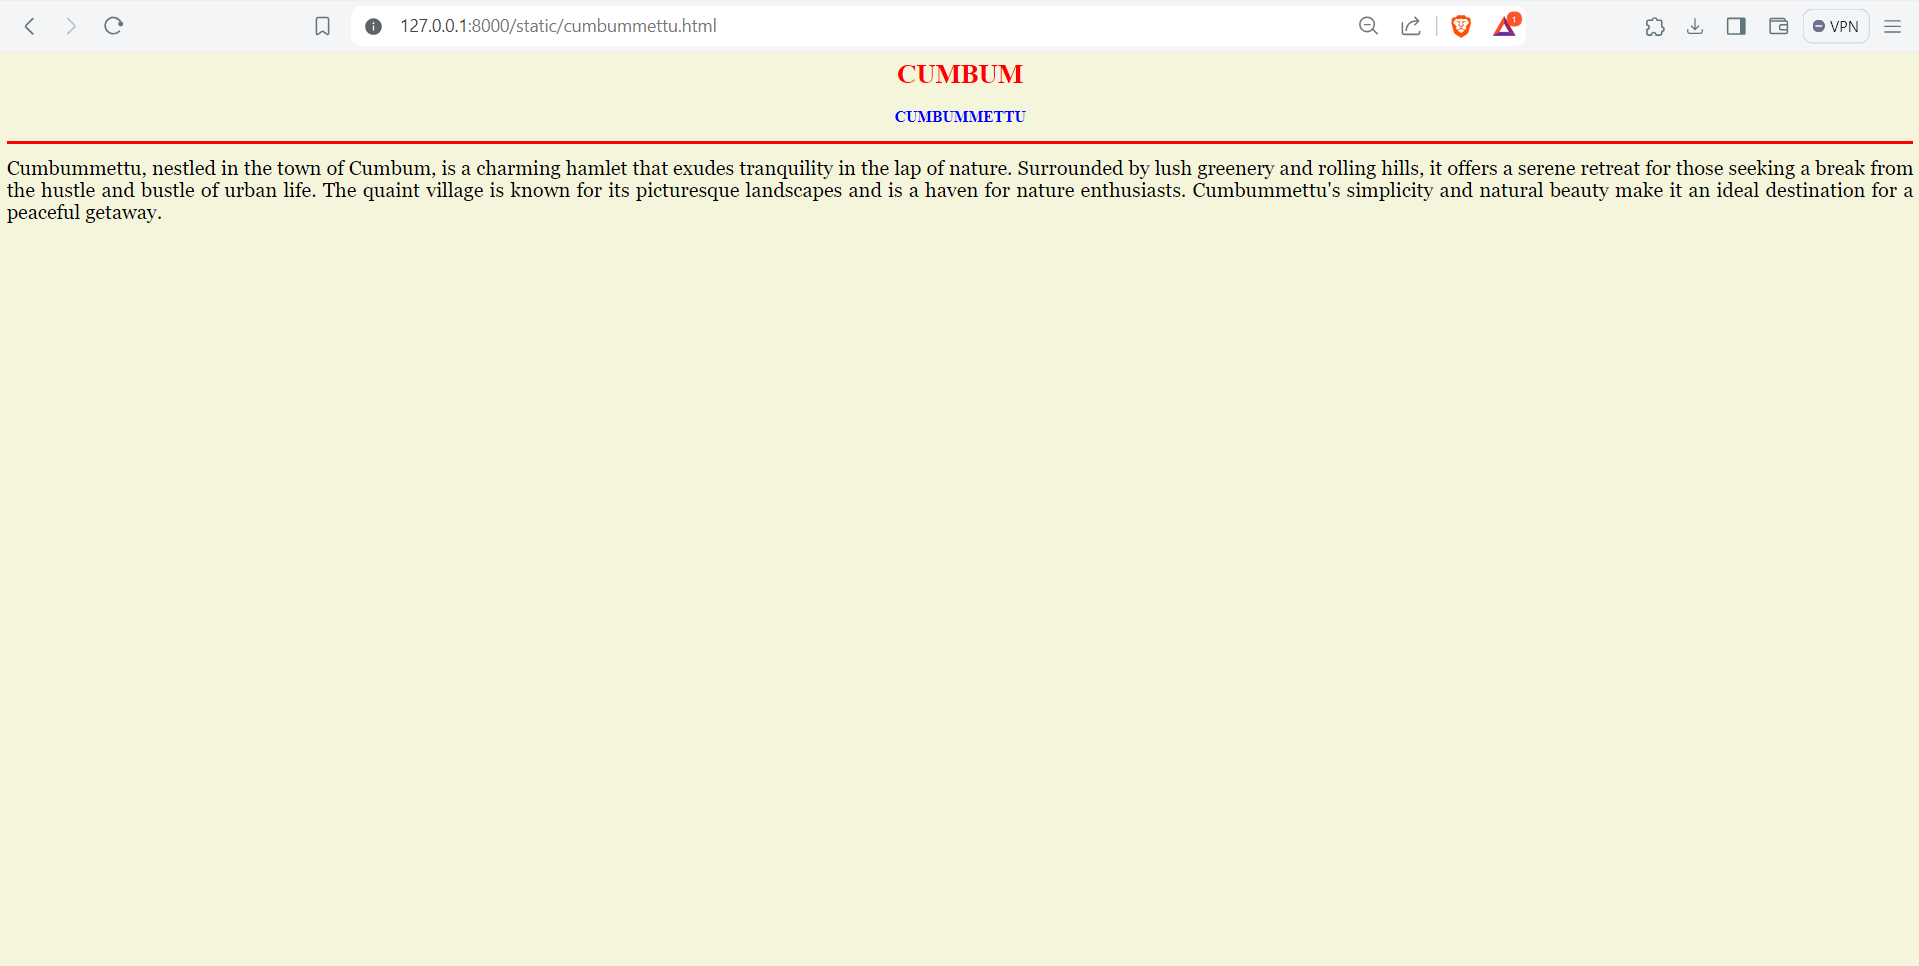 127.0.0.1:8000/static/cumbummettu.html
1
VPN
CUMBUM
CUMBUMMETTU
Cumbummettu, nestled in the town of Cumbum, is a charming hamlet that exudes tranquility in the lap of nature. Surrounded by lush greenery and rolling hills, it offers a serene retreat for those seeking a break from
the hustle and bustle of urban life. The quaint village is known for its picturesque landscapes and is a haven for nature enthusiasts. Cumbummettu's simplicity and natural beauty make it an ideal destination for a
peaceful getaway.